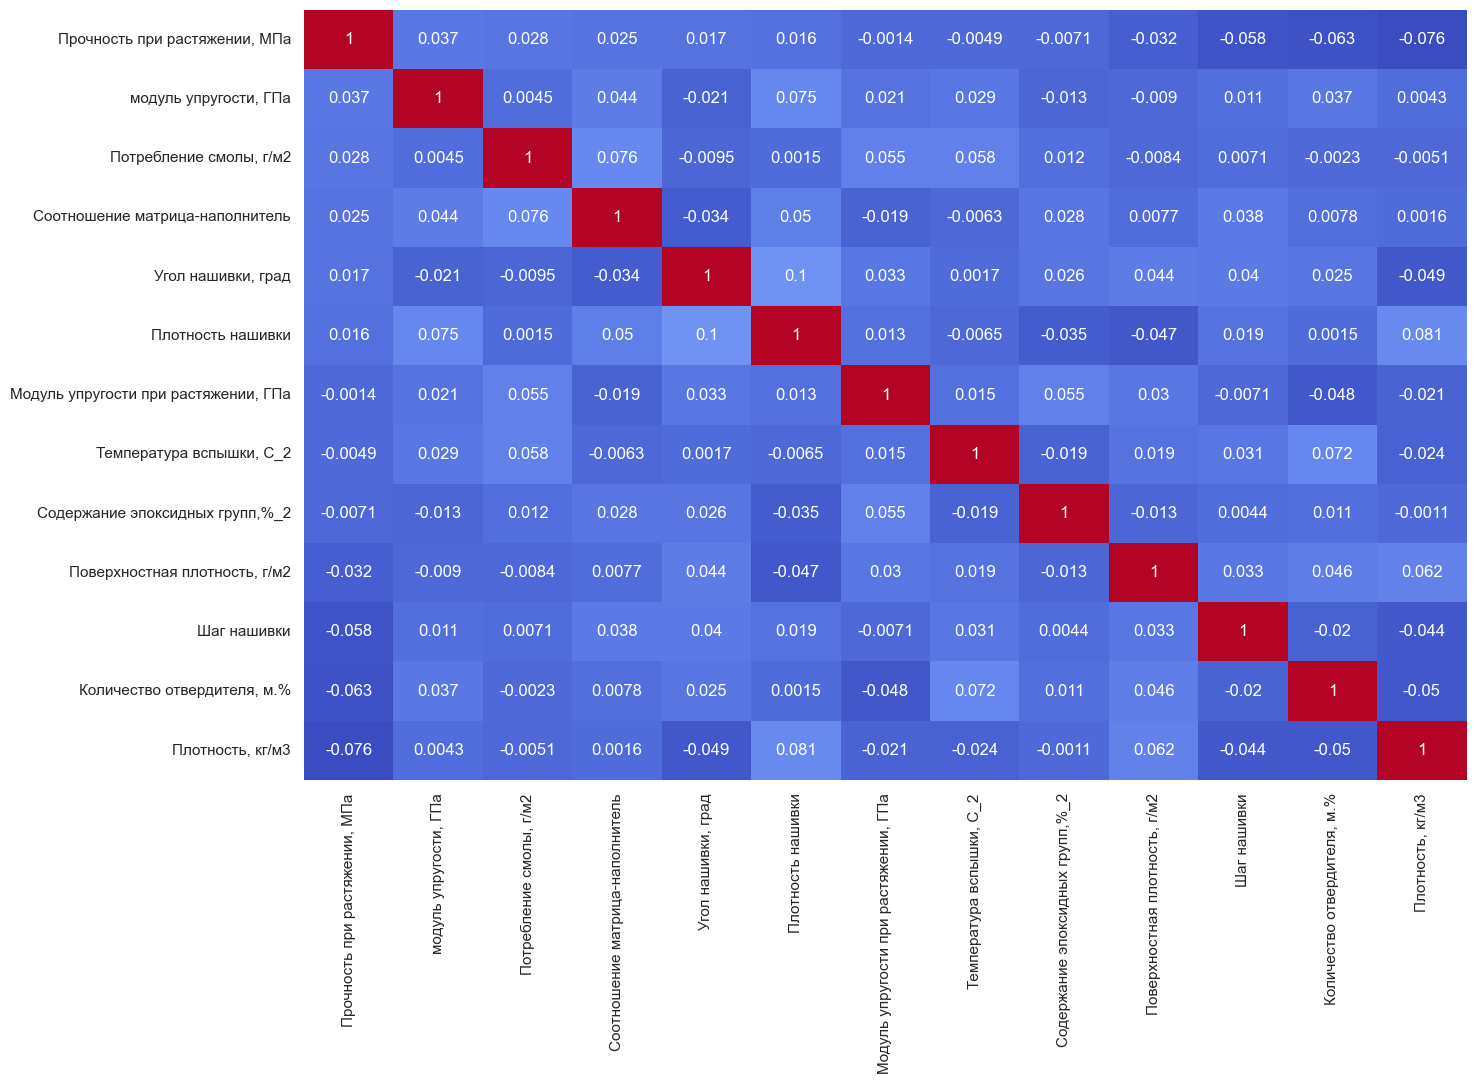 Прочность при растяжении, МПа 1 0.037 0.028 0.025 0.017 0.016 -0.0014 -0.0049 -0.0071 -0.032 -0.058 -0.063 -0.076
модуль упругости, ГПа 0.037 1 0.0045 0.044 -0.021 0.075 0.021 0.029 -0.013 -0.009 0.011 0.037 0.0043
Потребление смолы, г/м2 0.028 0.0045 1 0.076 -0.0095 0.0015 0.055 0.058 0.012 -0.0084 0.0071 -0.0023 -0.0051
Соотношение матрица-наполнитель 0.025 0.044 0.076 1 -0.034 0.05 -0.019 -0.0063 0.028 0.0077 0.038 0.0078 0.0016
Угол нашивки, град 0.017 -0.021 -0.0095 -0.034 1 0.1 0.033 0.0017 0.026 0.044 0.04 0.025 -0.049
Плотность нашивки 0.016 0.075 0.0015 0.05 0.1 1 0.013 -0.0065 -0.035 -0.047 0.019 0.0015 0.081
Модуль упругости при растяжении, ГПа -0.0014 0.021 0.055 -0.019 0.033 0.013 1 0.015 0.055 0.03 -0.0071 -0.048 -0.021
Температура вспышки, С_2 -0.0049 0.029 0.058 -0.0063 0.0017 -0.0065 0.015 1 -0.019 0.019 0.031 0.072 -0.024
Содержание эпоксидных групп,%_2 -0.0071 -0.013 0.012 0.028 0.026 -0.035 0.055 -0.019 1 -0.013 0.0044 0.011 -0.0011
Поверхностная плотность, г/м2 -0.032 -0.009 -0.0084 0.0077 0.044 -0.047 0.03 0.019 -0.013 1 0.033 0.046 0.062
Шаг нашивки -0.058 0.011 0.0071 0.038 0.04 0.019 -0.0071 0.031 0.0044 0.033 1 -0.02 -0.044
Количество отвердителя, м.% -0.063 0.037 -0.0023 0.0078 0.025 0.0015 -0.048 0.072 0.011 0.046 -0.02 1 -0.05
Плотность, кг/м3 -0.076 0.0043 -0.0051 0.0016 -0.049 0.081 -0.021 -0.024 -0.0011 0.062 -0.044 -0.05 1
Прочность при растяжении, МПа
модуль упругости, ГПа
Потребление смолы, г/м2
Соотношение матрица-наполнитель
Угол нашивки, град
Плотность нашивки
Модуль упругости при растяжении, ГПа
Температура вспышки, С_2
Содержание эпоксидных групп,%_2
Поверхностная плотность, г/м2
Шаг нашивки
Количество отвердителя, м.%
Плотность, кг/м3